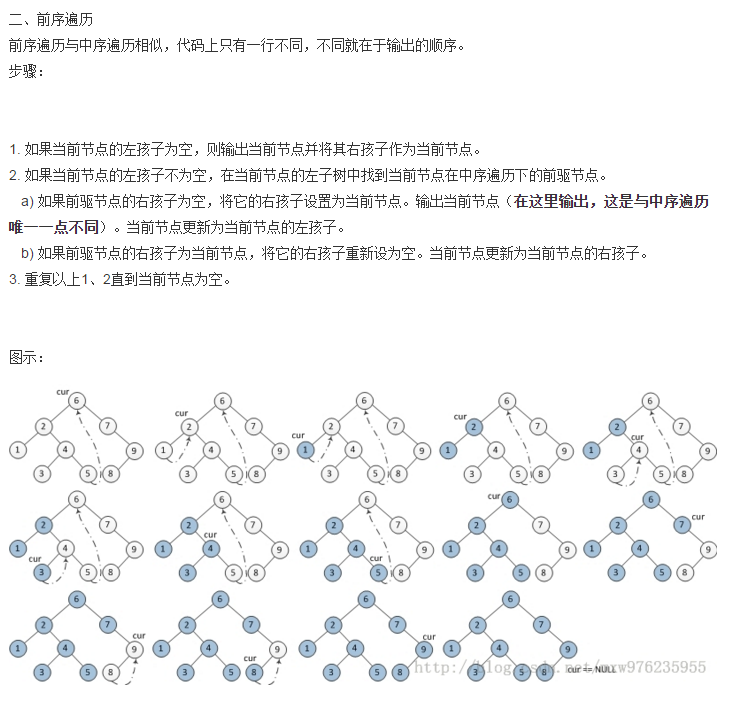 二、前序遍历
前序遍历与中序遍历相似，代码上只有一行不同，不同就在于输出的顺序。
步骤：
1. 如果当前节点的左孩子为空，则输出当前节点并将其右孩子作为当前节点。
2. 如果当前节点的左孩子不为空，在当前节点的左子树中找到当前节点在中序遍历下的前驱节点。
a) 如果前驱节点的右孩子为空，将它的右孩子设置为当前节点。输出当前节点（在这里输出，这是与中序遍历
唯一一点不同）。当前节点更新为当前节点的左孩子。
b) 如果前驱节点的右孩子为当前节点，将它的右孩子重新设为空。当前节点更新为当前节点的右孩子。
3. 重复以上1、2直到当前节点为空。
图示：
cur 6 6 6 6 6
cur 2 7 2 7 2 7 cur 2 7 2 7
1 4 9 1 4 9 cur 1 4 9 1 4 9 1 cur 4 9
3 5 8 3 5 8 3 5 8 3 5 8 3 5 8
6 6 6 cur 6 6
2 7 2 7 2 7 2 7 2 7 cur
1 4 9 1 cur 4 9 1 4 9 1 4 9 1 4 9
cur 3 5 8 3 5 8 3 cur 5 8 3 5 8 3 5 8
6 6 6 6
2 7 2 7 2 7 2 7
1 4 cur 9 1 4 9 1 4 cur 9 1 4 9
3 5 8 3 5 cur 8 3 5 8 3 5 8 cur == NULL